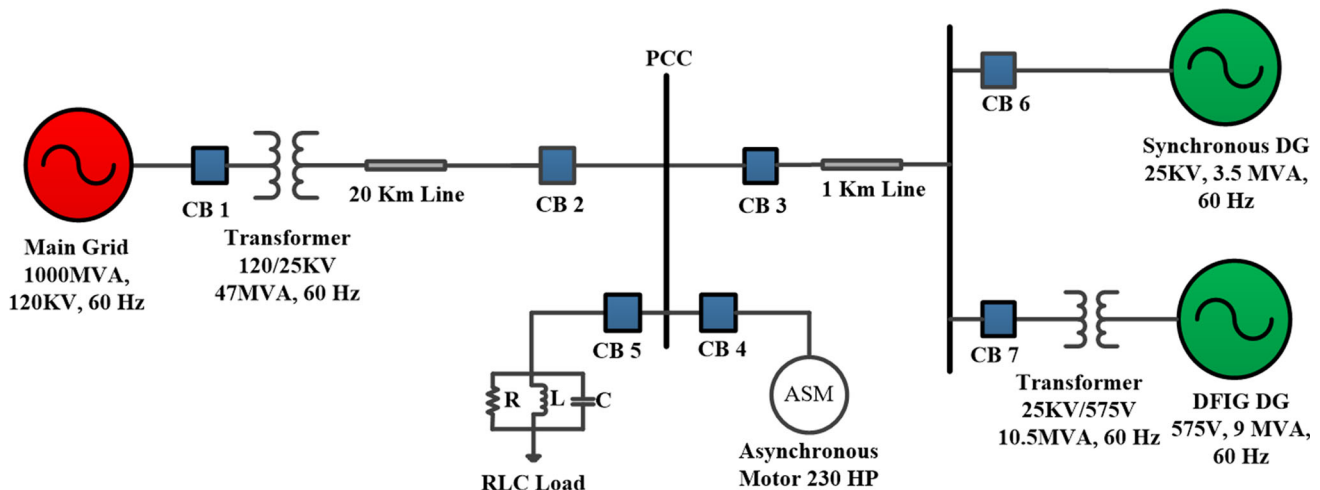 PCC
CB 6
Synchronous DG
25KV, 3.5 MVA,
60 Hz
CB 1
20 Km Line
CB 2
CB 3
1 Km Line
Main Grid
1000MVA,
120KV, 60 Hz
Transformer
120/25KV
47MVA, 60 Hz
CB 5
CB 4
CB 7
R
L
C
ASM
RLC Load
Asynchronous
Motor 230 HP
Transformer
25KV/575V
10.5MVA, 60 Hz
DFIG DG
575V, 9 MVA,
60 Hz